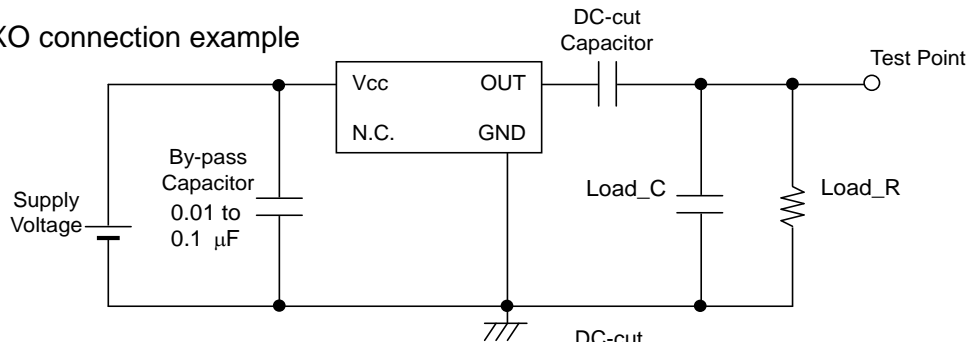 XO connection example
DC-cut
Capacitor
Test Point
Vcc
OUT
N.C.
GND
By-pass
Capacitor
0.01 to
0.1 μF
Supply
Voltage
Load_C
Load_R
DC-cut